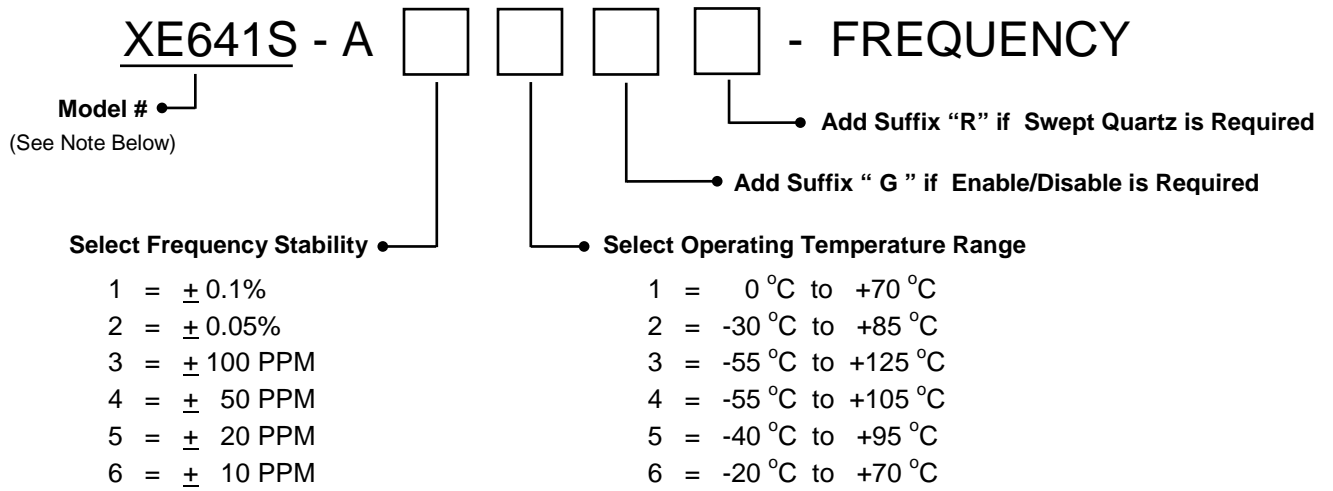 XE641S - A - FREQUENCY
Model #
(See Note Below)
Add Suffix “R” if Swept Quartz is Required
Add Suffix “ G ” if Enable/Disable is Required
Select Frequency Stability
1 = ± 0.1%
2 = ± 0.05%
3 = ± 100 PPM
4 = ± 50 PPM
5 = ± 20 PPM
6 = ± 10 PPM
Select Operating Temperature Range
1 = 0 °C to +70 °C
2 = -30 °C to +85 °C
3 = -55 °C to +125 °C
4 = -55 °C to +105 °C
5 = -40 °C to +95 °C
6 = -20 °C to +70 °C